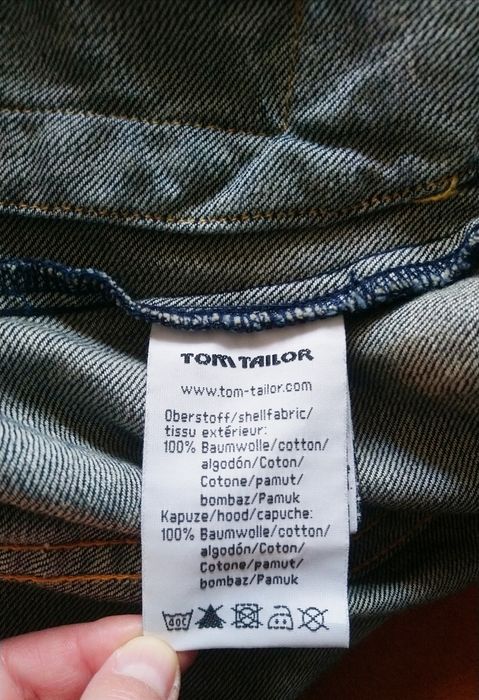 TOM TAILOR
www.tom-tailor.com
Oberstoff/shellfabric/
tissu extérieur:
100% Baumwolle/cotton/
algodón/Coton/
Cotone/pamut/
bombaz/Pamuk
Kapuze/hood/capuche:
100% Baumwolle/cotton/
algodón/Coton/
Cotone/pamut/
bombaz/Pamuk
40C